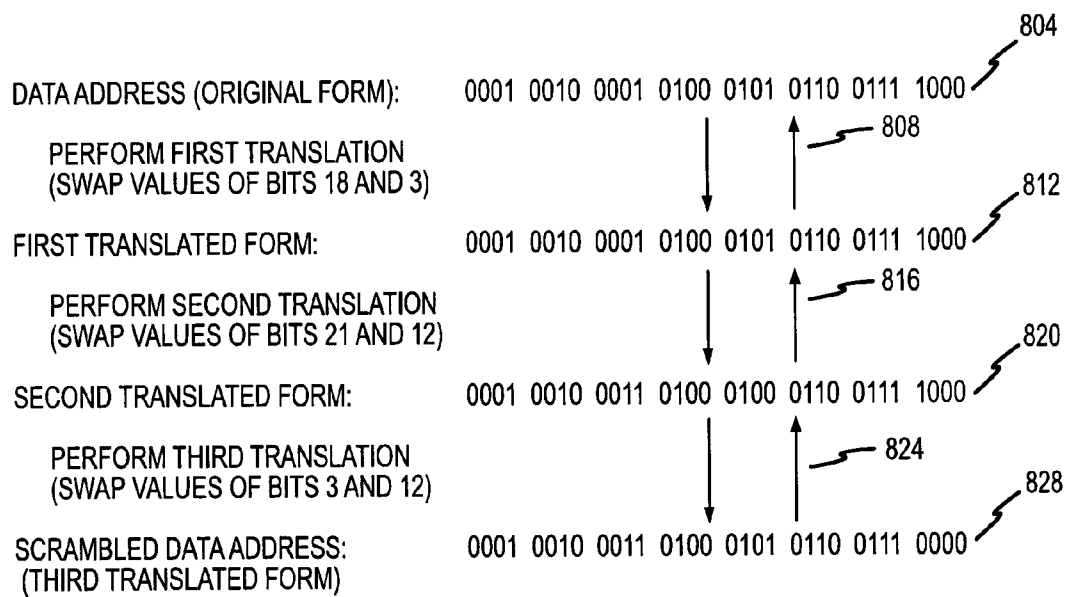 804
DATA ADDRESS (ORIGINAL FORM): 0001 0010 0001 0100 0101 0110 0111 1000
808
PERFORM FIRST TRANSLATION
(SWAP VALUES OF BITS 18 AND 3)
812
FIRST TRANSLATED FORM: 0001 0010 0001 0100 0101 0110 0111 1000
816
PERFORM SECOND TRANSLATION
(SWAP VALUES OF BITS 21 AND 12)
820
SECOND TRANSLATED FORM: 0001 0010 0011 0100 0100 0110 0111 1000
824
PERFORM THIRD TRANSLATION
(SWAP VALUES OF BITS 3 AND 12)
828
SCRAMBLED DATA ADDRESS: 0001 0010 0011 0100 0101 0110 0111 0000
(THIRD TRANSLATED FORM)